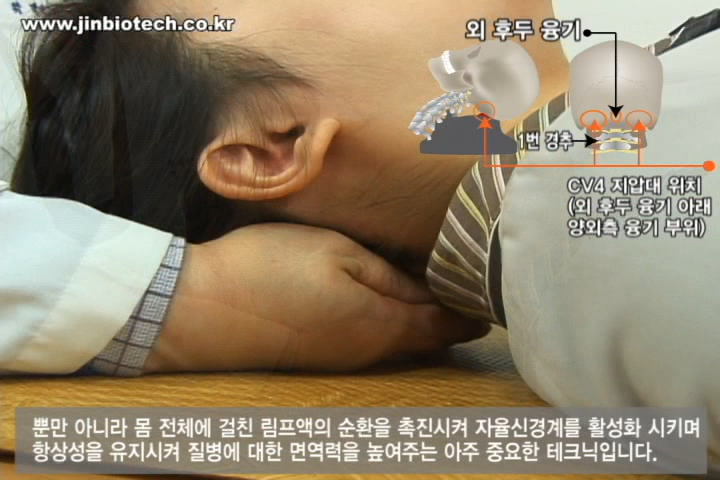 www.jinbiotech.co.kr
외 후두 융기
1번 경추
CV4 지압대 위치
(외 후두 융기 아래
양외측 융기 부위)
뿐만 아니라 몸 전체에 걸친 림프액의 순환을 촉진시켜 자율신경계를 활성화 시키며
항상성을 유지시켜 질병에 대한 면역력을 높여주는 아주 중요한 테크닉입니다.